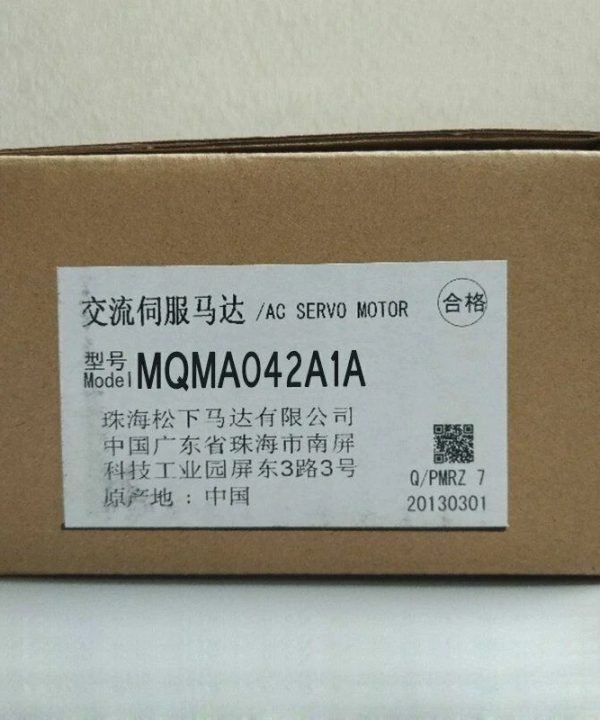 交流伺服马达 /AC SERVO MOTOR 合格
型号
Model MQMA042A1A
珠海松下马达有限公司
中国广东省珠海市南屏
科技工业园屏东3路3号
原产地：中国
Q/PMRZ 7
20130301